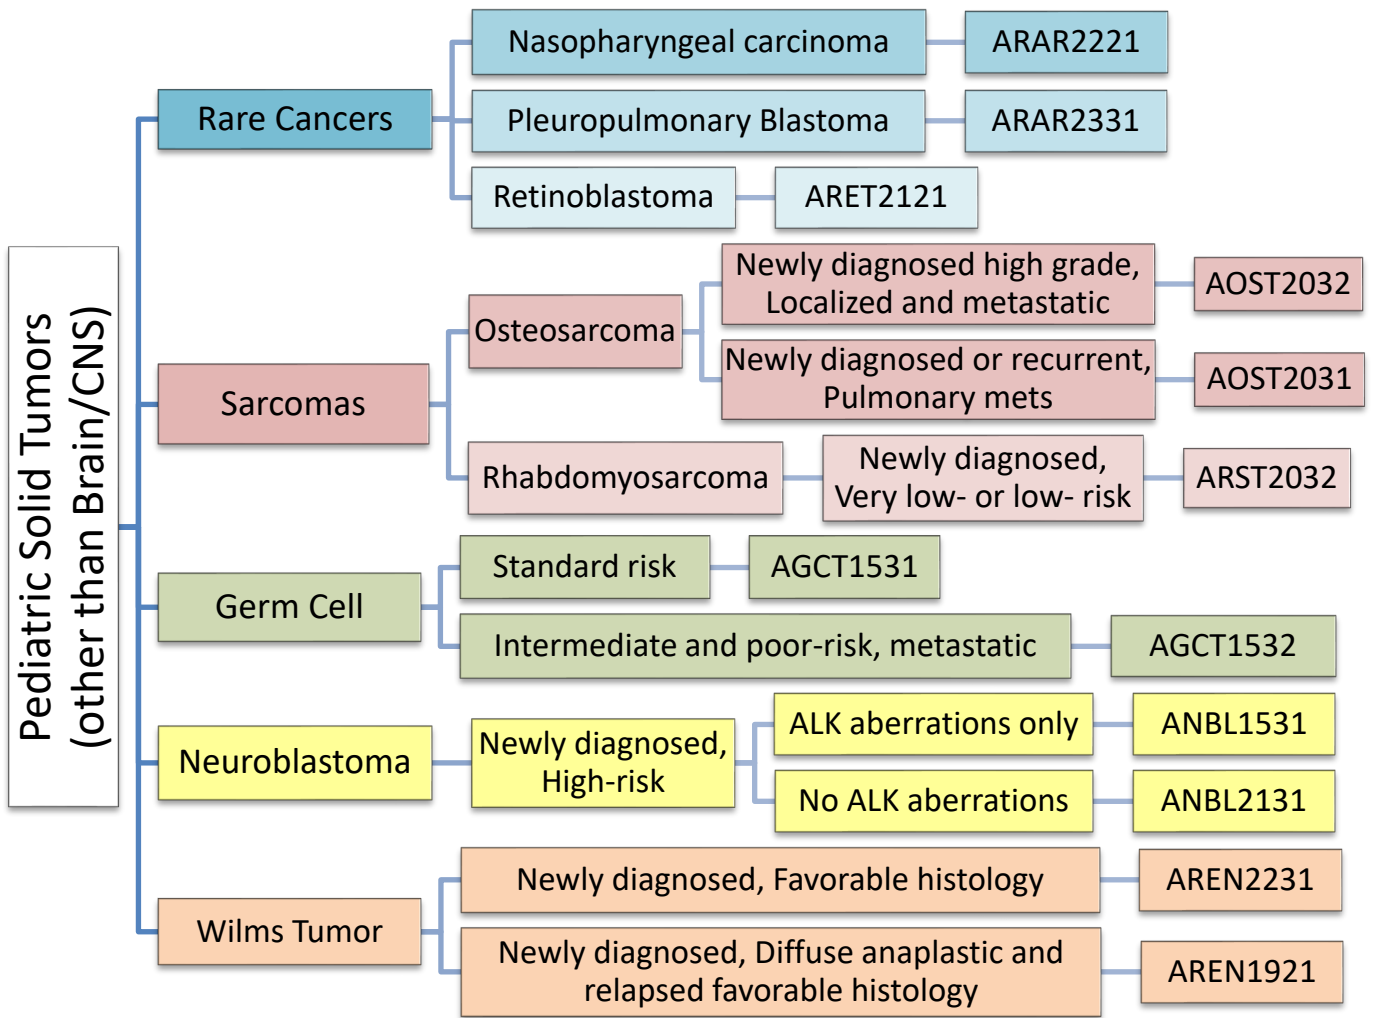 Pediatric Solid Tumors
(other than Brain/CNS)
Rare Cancers
Nasopharyngeal carcinoma
ARAR2221
Pleuropulmonary Blastoma
ARAR2331
Retinoblastoma
ARET2121
Sarcomas
Osteosarcoma
Newly diagnosed high grade,
Localized and metastatic
AOST2032
Newly diagnosed or recurrent,
Pulmonary mets
AOST2031
Rhabdomyosarcoma
Newly diagnosed,
Very low- or low- risk
ARST2032
Germ Cell
Standard risk
AGCT1531
Intermediate and poor-risk, metastatic
AGCT1532
Neuroblastoma
Newly diagnosed,
High-risk
ALK aberrations only
ANBL1531
No ALK aberrations
ANBL2131
Wilms Tumor
Newly diagnosed, Favorable histology
AREN2231
Newly diagnosed, Diffuse anaplastic and
relapsed favorable histology
AREN1921